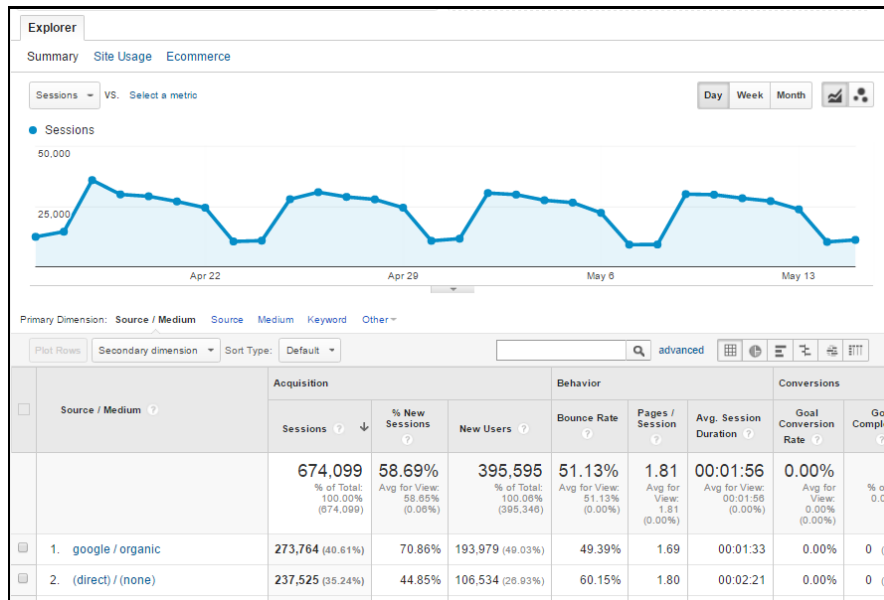 Explorer
Summary Site Usage Ecommerce
Sessions VS. Select a metric Day Week Month
Sessions
50,000
25,000
Apr 22 Apr 29 May 6 May 13
Primary Dimension: Source / Medium Source Medium Keyword Other
Plot Rows Secondary dimension Sort Type: Default advanced
Acquisition Behavior Conversions
Source / Medium ? Sessions ? % New Sessions ? New Users ? Bounce Rate ? Pages / Session ? Avg. Session Duration ? Goal Conversion Rate ?
674,099 58.69% 395,595 51.13% 1.81 00:01:56 0.00%
% of Total: 100.00% (674,099) Avg for View: 58.65% (0.06%) % of Total: 100.06% (395,346) Avg for View: 51.13% (0.00%) Avg for View: 1.81 (0.00%) Avg for View: 00:01:56 (0.00%) Avg for View: 0.00% (0.00%)
1. google / organic 273,764 (40.61%) 70.86% 193,979 (49.03%) 49.39% 1.69 00:01:33 0.00% 0
2. (direct) / (none) 237,525 (35.24%) 44.85% 106,534 (26.93%) 60.15% 1.80 00:02:21 0.00% 0